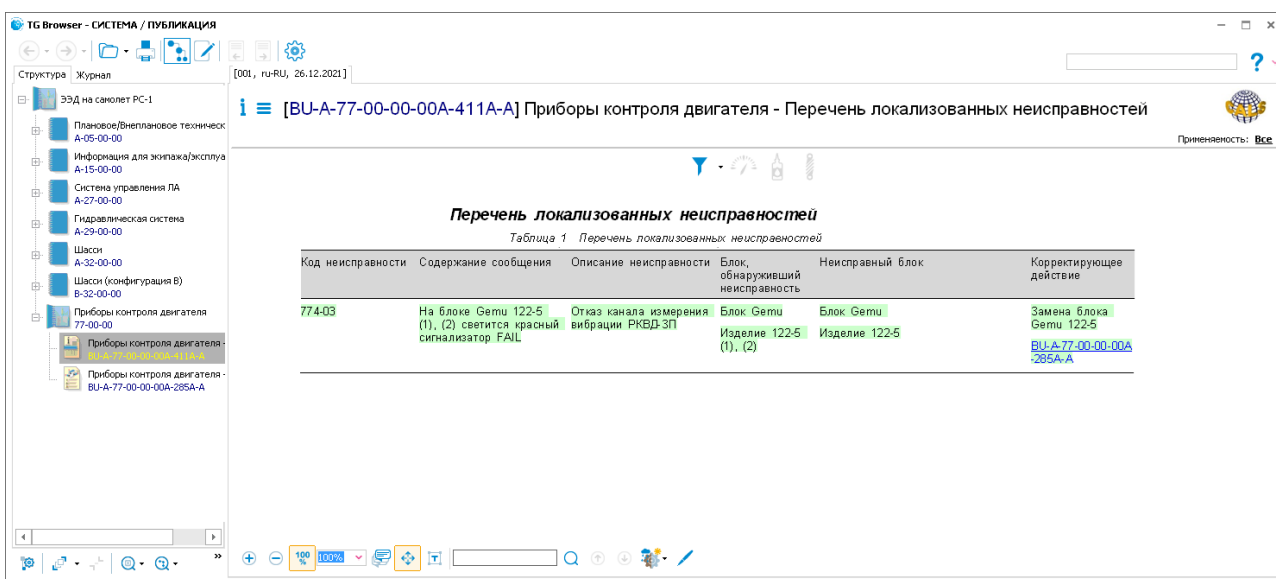 TG Browser - СИСТЕМА / ПУБЛИКАЦИЯ
?
Структура Журнал
[001, ru-RU, 26.12.2021]
ЭЭД на самолет РС-1
Плановое/Внеплановое техническ
A-05-00-00
Информация для экипажа/эксплуа
A-15-00-00
Система управления ЛА
A-27-00-00
Гидравлическая система
A-29-00-00
Шасси
A-32-00-00
Шасси (конфигурация B)
B-32-00-00
Приборы контроля двигателя
77-00-00
Приборы контроля двигателя -
BU-A-77-00-00-00A-411A-A
Приборы контроля двигателя -
BU-A-77-00-00-00A-285A-A
[BU-A-77-00-00-00A-411A-A] Приборы контроля двигателя - Перечень локализованных неисправностей
Применяемость: Все
Перечень локализованных неисправностей
Таблица 1 Перечень локализованных неисправностей
Код неисправности
Содержание сообщения
Описание неисправности
Блок,
обнаруживший
неисправность
Неисправный блок
Корректирующее
действие
774-03
На блоке Gemu 122-5
(1), (2) светится красный
сигнализатор FAIL
Отказ канала измерения
вибрации РКВД-ЗП
Блок Gemu
Изделие 122-5
(1), (2)
Блок Gemu
Изделие 122-5
Замена блока
Gemu 122-5
BU-A-77-00-00-00A
-285A-A
100
%
100%
T
»